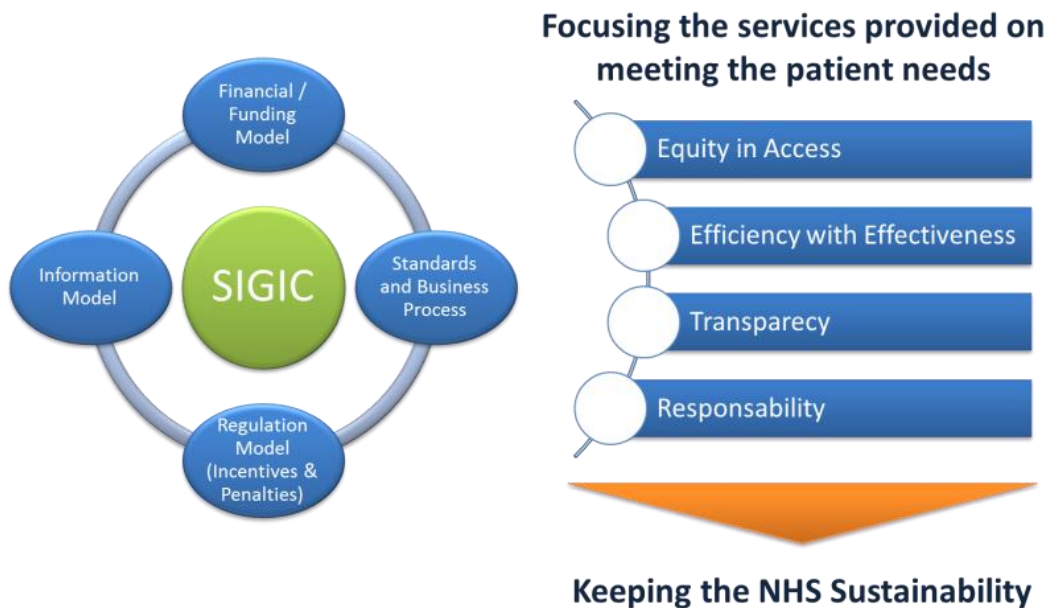 Focusing the services provided on
meeting the patient needs
Financial /
Funding
Model
Information
Model
SIGIC
Standards
and Business
Process
Regulation
Model
(Incentives &
Penalties)
Equity in Access
Efficiency with Effectiveness
Transparecy
Responsability
Keeping the NHS Sustainability